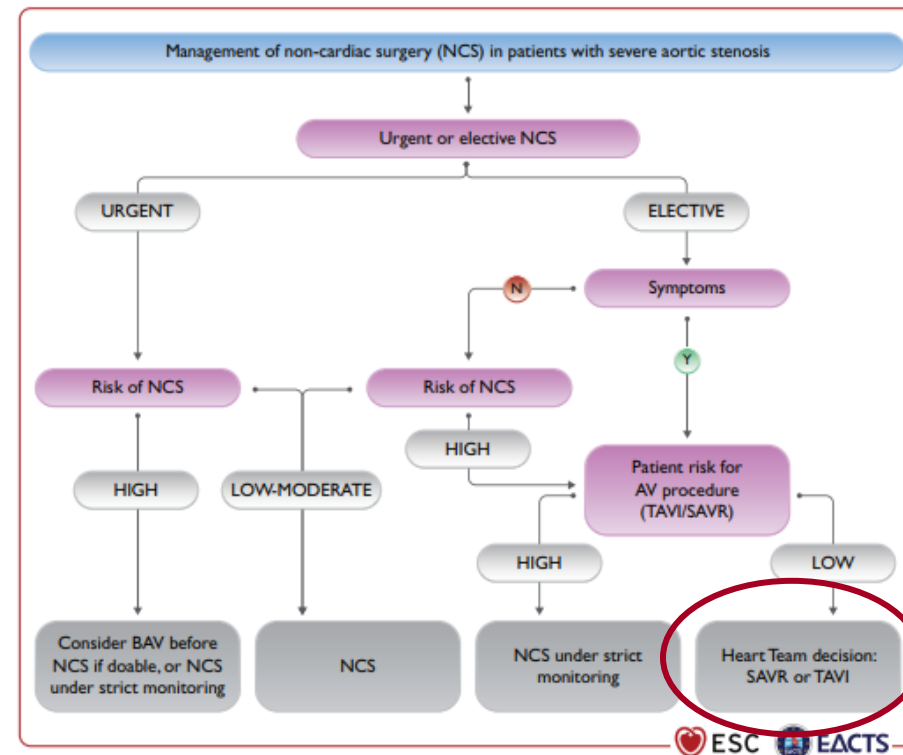 Management of non-cardiac surgery (NCS) in patients with severe aortic stenosis
Urgent or elective NCS
URGENT
ELECTIVE
N
Symptoms
Y
Risk of NCS
Risk of NCS
HIGH
LOW-MODERATE
HIGH
Patient risk for
AV procedure
(TAVI/SAVR)
HIGH
LOW
Consider BAV before
NCS if doable, or NCS
under strict monitoring
NCS
NCS under strict
monitoring
Heart Team decision:
SAVR or TAVI
ESC
EACTS